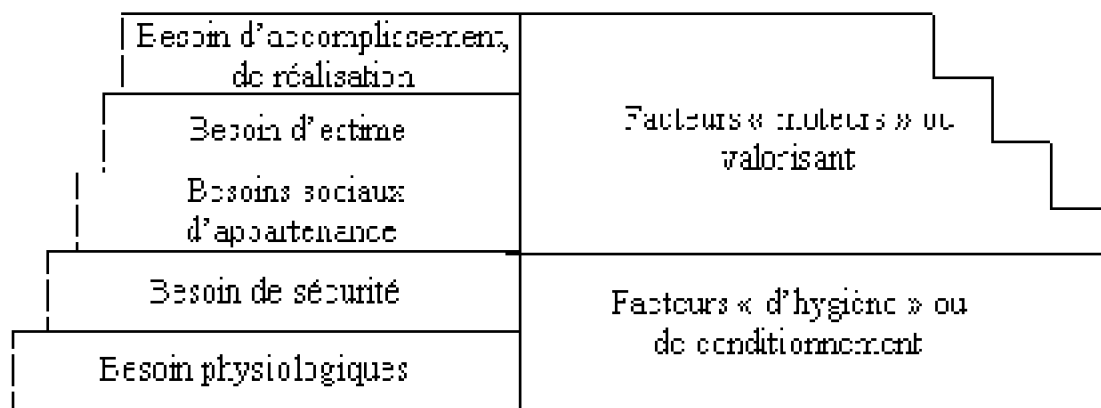 Besoin d'accomplissement,
de réalisation
Besoin d'estime
Besoins sociaux
d'appartenance
Besoin de sécurité
Besoin physiologiques
Facteurs « moteurs » ou
valorisant
Facteurs « d'hygiène » ou
de conditionnement